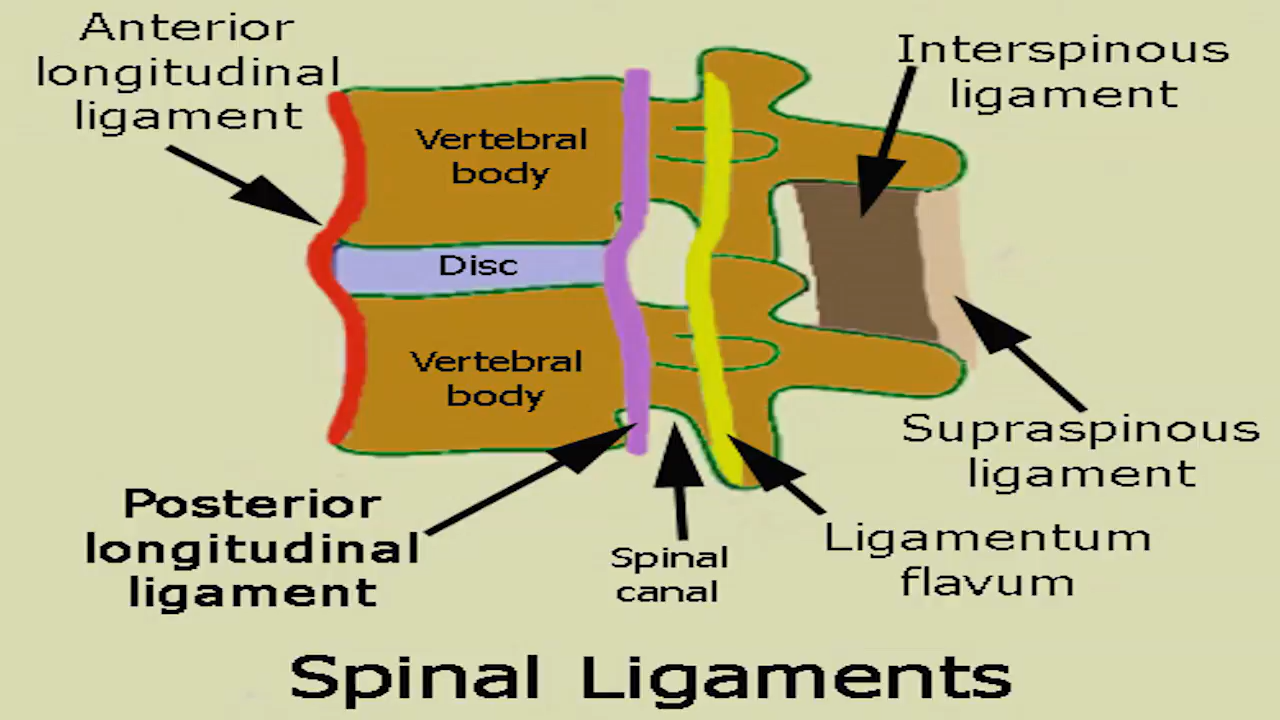 Anterior
longitudinal
ligament
Interspinous
ligament
Vertebral
body
Disc
Vertebral
body
Supraspinous
ligament
Posterior
longitudinal
ligament
Spinal
canal
Ligamentum
flavum
Spinal Ligaments